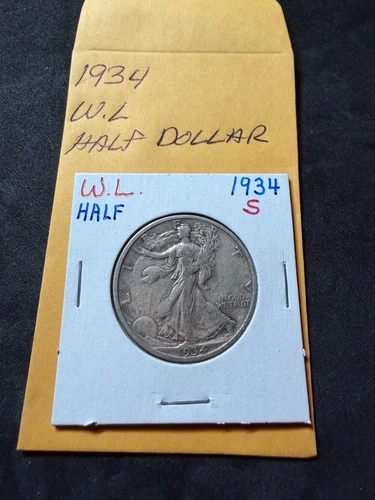 1934
W.L
HALF DOLLAR
W.L. 1934
HALF S
LIBERTY
IN GOD
WE TRUST
1934